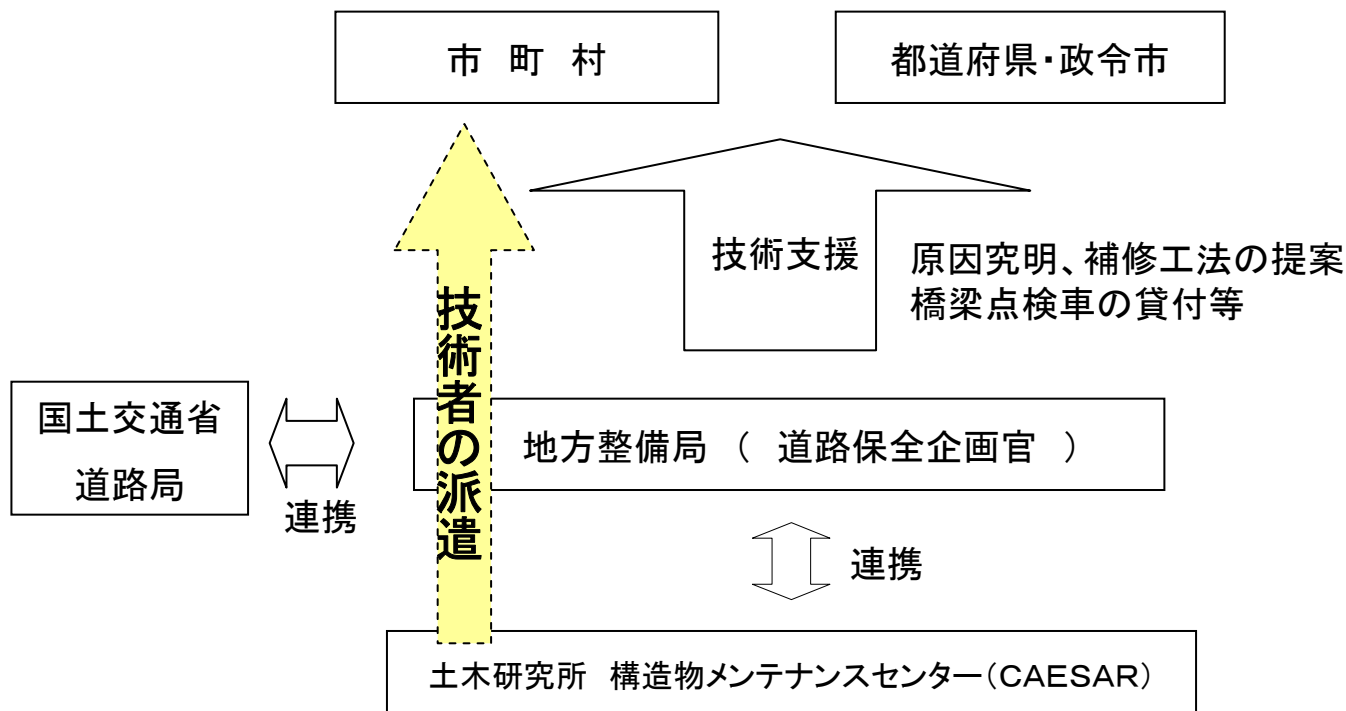 市 町 村
都道府県・政令市
技術支援
原因究明、補修工法の提案
橋梁点検車の貸付等
技術者の派遣
国土交通省
道路局
連携
地方整備局 （ 道路保全企画官 ）
連携
土木研究所 構造物メンテナンスセンター（CAESAR）